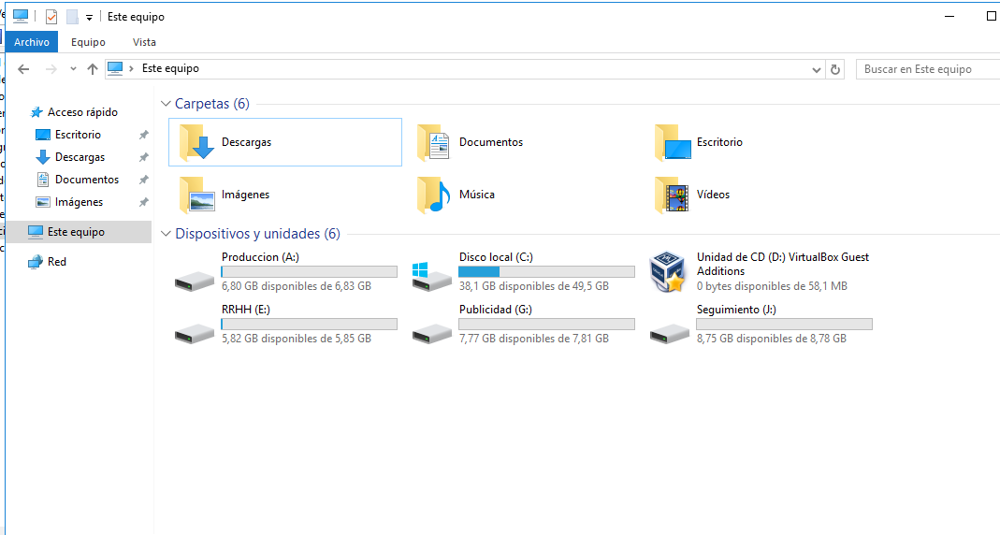 Este equipo
Archivo
Equipo
Vista
Este equipo
Buscar en Este equipo
Acceso rápido
Escritorio
Descargas
Documentos
Imágenes
Este equipo
Red
Carpetas (6)
Descargas
Documentos
Escritorio
Imágenes
Música
Vídeos
Dispositivos y unidades (6)
Produccion (A:)
6,80 GB disponibles de 6,83 GB
Disco local (C:)
38,1 GB disponibles de 49,5 GB
Unidad de CD (D:) VirtualBox Guest
Additions
0 bytes disponibles de 58,1 MB
RRHH (E:)
5,82 GB disponibles de 5,85 GB
Publicidad (G:)
7,77 GB disponibles de 7,81 GB
Seguimiento (J:)
8,75 GB disponibles de 8,78 GB